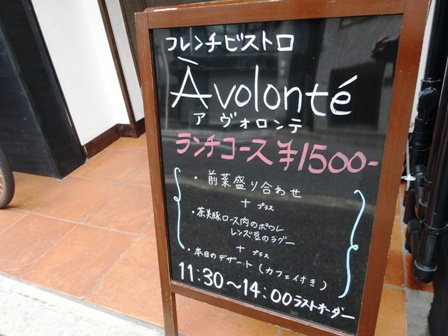 フレンチビストロ
Àvolonté
ア ヴォロンテ
ランチコース ¥1500-
・前菜盛り合わせ
+ プラス
・茶美豚ロース肉のポワレ
レンズ豆のラグー
+ プラス
・本日のデザート(カフェ付き)
11:30〜14:00 ラストオーダー